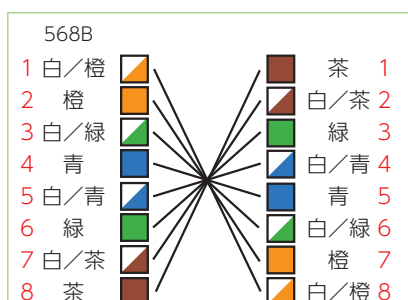 568B
1 白／橙 茶 1
2 橙 白／茶 2
3 白／緑 緑 3
4 青 白／青 4
5 白／青 青 5
6 緑 白／緑 6
7 白／茶 橙 7
8 茶 白／橙 8